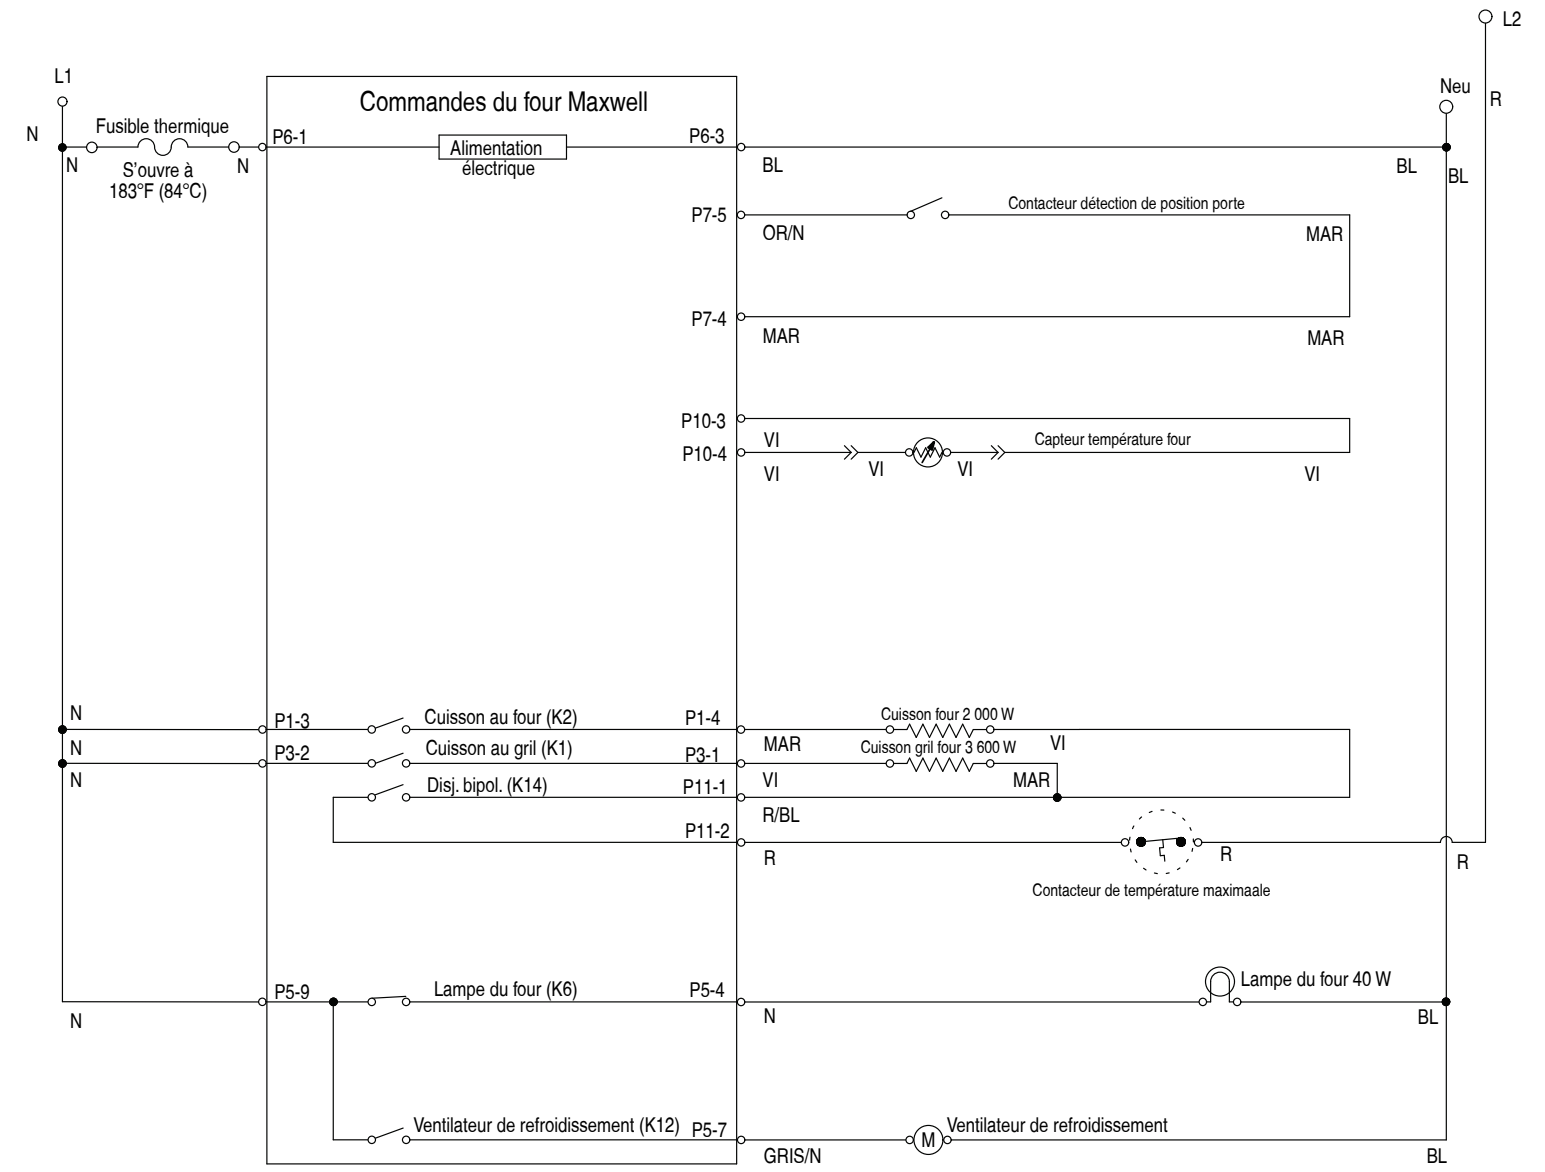 L2
L1
Neu
R
Commandes du four Maxwell
N
Fusible thermique
P6-1
P6-3
Alimentation
électrique
N
N
S'ouvre à
183°F (84°C)
BL
BL
BL
P7-5
Contacteur détection de position porte
OR/N
MAR
P7-4
MAR
MAR
P10-3
VI
Capteur température four
P10-4
VI
VI
VI
VI
N
P1-3
Cuisson au four (K2)
P1-4
Cuisson four 2 000 W
MAR
VI
N
P3-2
Cuisson au gril (K1)
P3-1
Cuisson gril four 3 600 W
N
VI
MAR
Disj. bipol. (K14)
P11-1
R/BL
P11-2
R
R
R
Contacteur de température maximaale
P5-9
Lampe du four (K6)
P5-4
Lampe du four 40 W
N
N
BL
Ventilateur de refroidissement (K12)
P5-7
M
Ventilateur de refroidissement
GRIS/N
BL